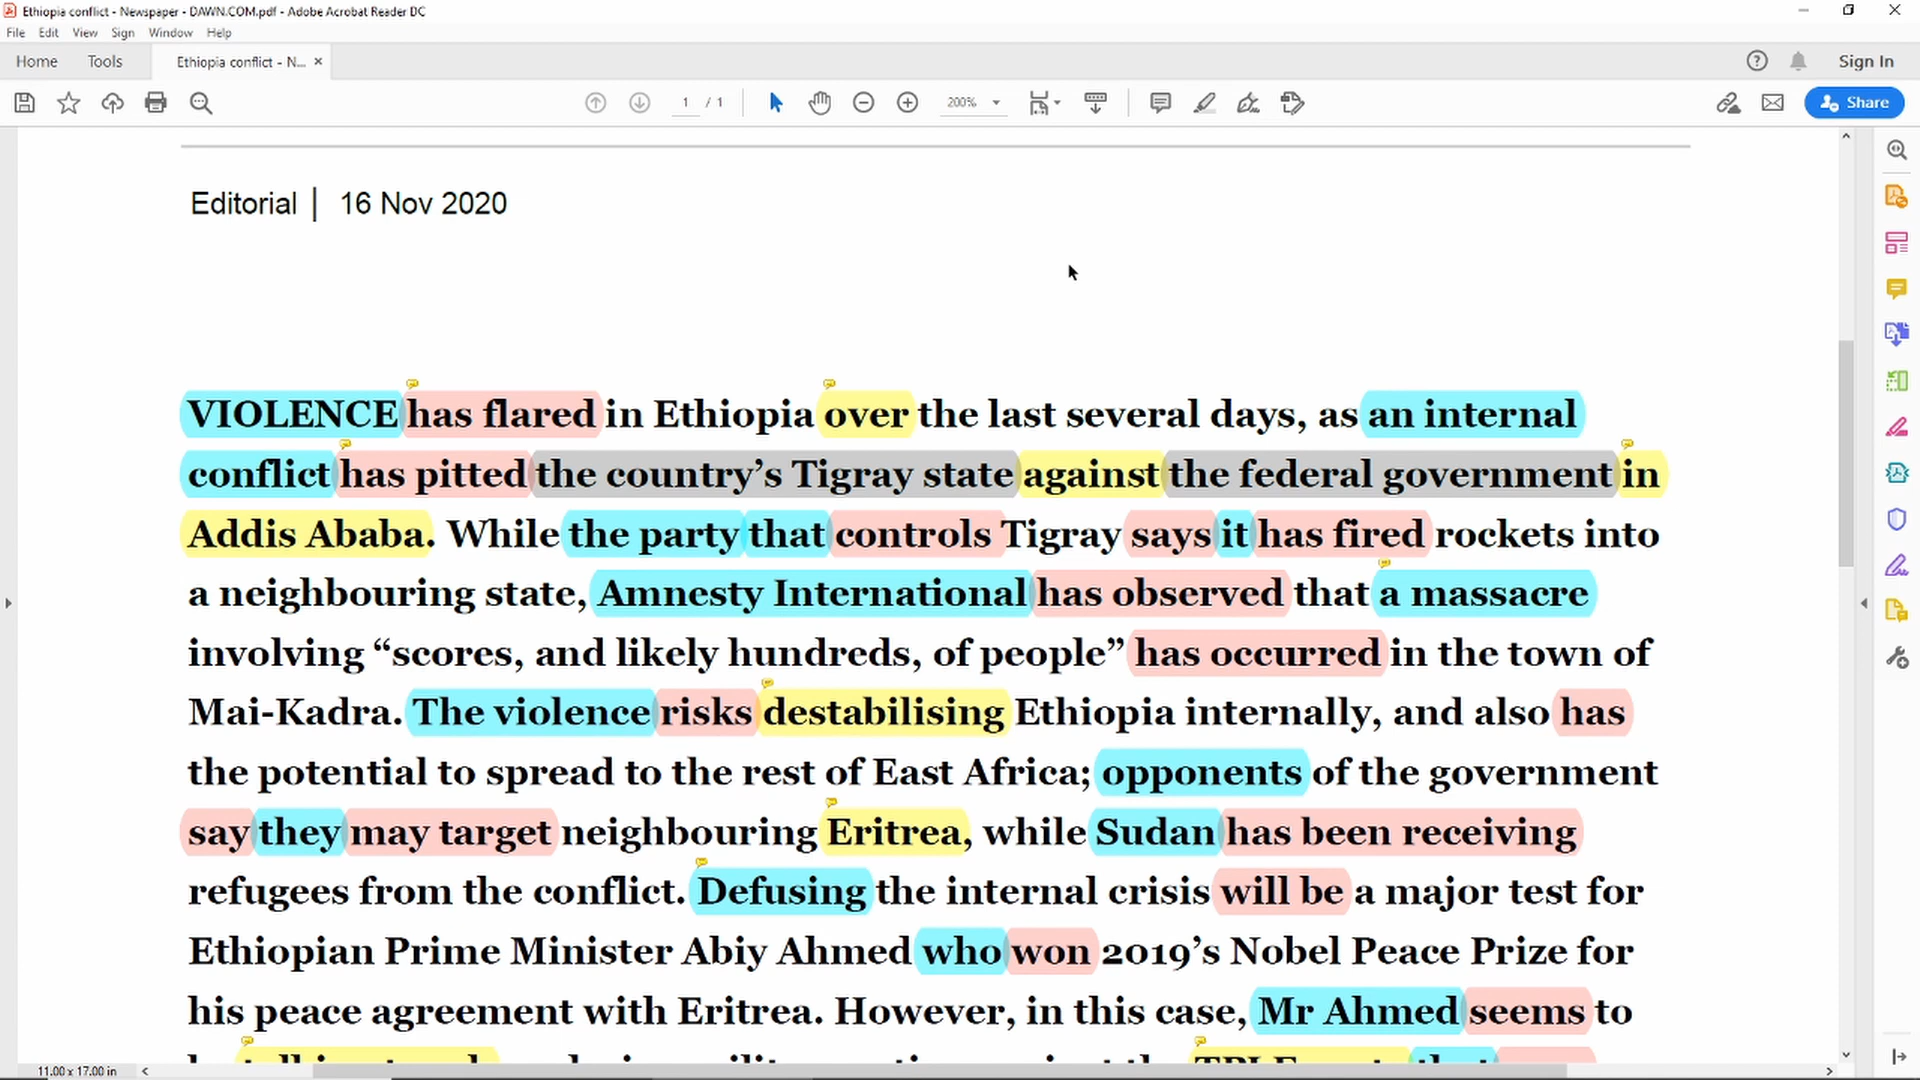 Ethiopia conflict - Newspaper - DAWN.COM.pdf - Adobe Acrobat Reader DC
File Edit View Sign Window Help
Home Tools Ethiopia conflict - N... × Sign In
1 / 1 200% Share
Editorial | 16 Nov 2020
VIOLENCE has flared in Ethiopia over the last several days, as an internal
conflict has pitted the country’s Tigray state against the federal government in
Addis Ababa. While the party that controls Tigray says it has fired rockets into
a neighbouring state, Amnesty International has observed that a massacre
involving “scores, and likely hundreds, of people” has occurred in the town of
Mai-Kadra. The violence risks destabilising Ethiopia internally, and also has
the potential to spread to the rest of East Africa; opponents of the government
say they may target neighbouring Eritrea, while Sudan has been receiving
refugees from the conflict. Defusing the internal crisis will be a major test for
Ethiopian Prime Minister Abiy Ahmed who won 2019’s Nobel Peace Prize for
his peace agreement with Eritrea. However, in this case, Mr Ahmed seems to
11.00 x 17.00 in